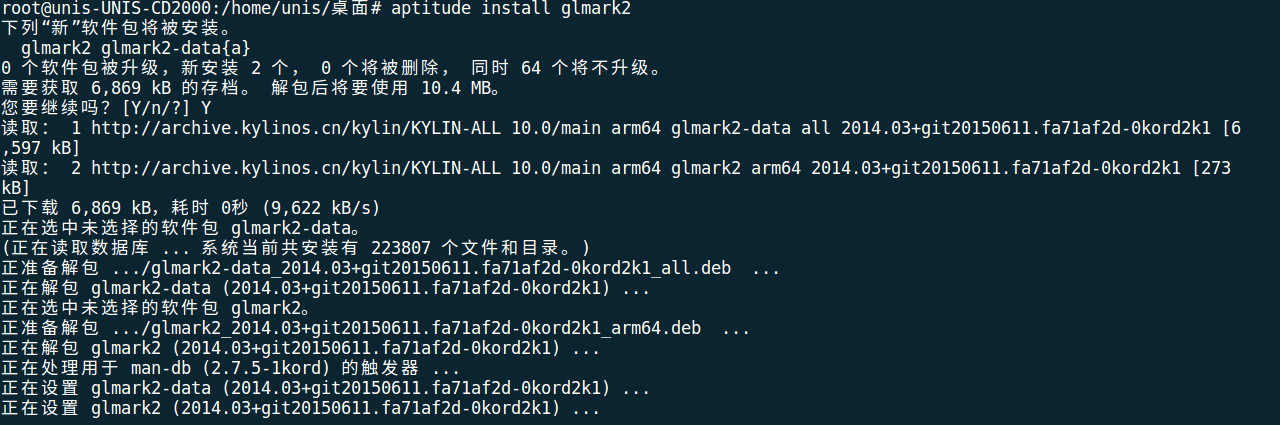 root@unis-UNIS-CD2000:/home/unis/桌面# aptitude install glmark2
下列“新”软件包将被安装。
  glmark2 glmark2-data{a}
0 个软件包被升级，新安装 2 个， 0 个将被删除， 同时 64 个将不升级。
需要获取 6,869 kB 的存档。 解包后将要使用 10.4 MB。
您要继续吗？[Y/n/?] Y
读取： 1 http://archive.kylinos.cn/kylin/KYLIN-ALL 10.0/main arm64 glmark2-data all 2014.03+git20150611.fa71af2d-0kord2k1 [6
,597 kB]
读取： 2 http://archive.kylinos.cn/kylin/KYLIN-ALL 10.0/main arm64 glmark2 arm64 2014.03+git20150611.fa71af2d-0kord2k1 [273
kB]
已下载 6,869 kB，耗时 0秒 (9,622 kB/s)
正在选中未选择的软件包 glmark2-data。
(正在读取数据库 ... 系统当前共安装有 223807 个文件和目录。)
正准备解包 .../glmark2-data_2014.03+git20150611.fa71af2d-0kord2k1_all.deb  ...
正在解包 glmark2-data (2014.03+git20150611.fa71af2d-0kord2k1) ...
正在选中未选择的软件包 glmark2。
正准备解包 .../glmark2_2014.03+git20150611.fa71af2d-0kord2k1_arm64.deb  ...
正在解包 glmark2 (2014.03+git20150611.fa71af2d-0kord2k1) ...
正在处理用于 man-db (2.7.5-1kord) 的触发器 ...
正在设置 glmark2-data (2014.03+git20150611.fa71af2d-0kord2k1) ...
正在设置 glmark2 (2014.03+git20150611.fa71af2d-0kord2k1) ...